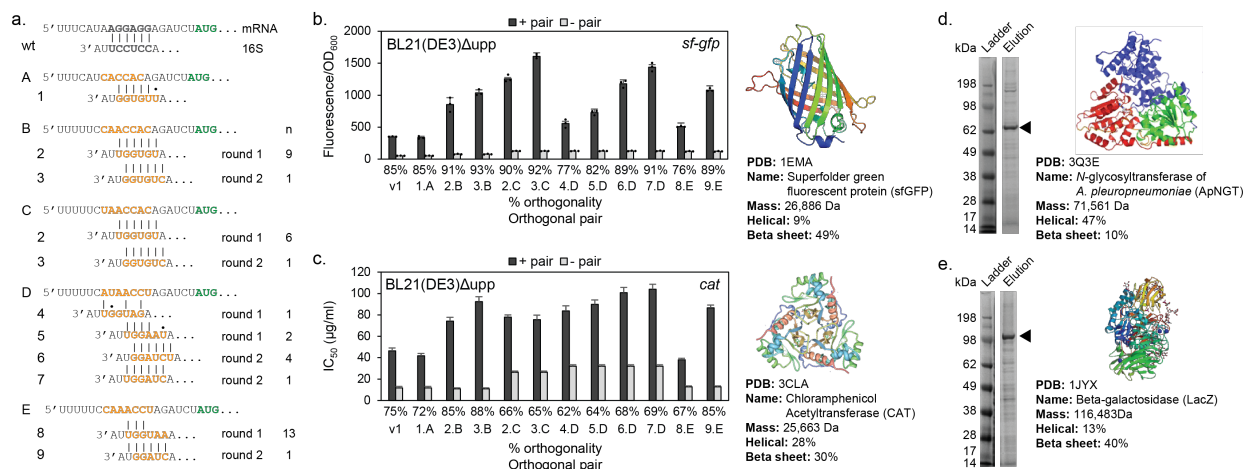 a.
5’UUUCAUAAGGAGGAGAUCUAUG... mRNA
wt 3’AUUCCUCCA... 16S
A 5’UUUCAUCACCACAGAUCUAUG...
1 3’AUGGUGUUA...
B 5’UUUUUCCAACCACAGAUCUAUG... n
2 3’AUUGGUGUA... round 1 9
3 3’AUUGGUGUCA... round 2 1
C 5’UUUUUCUAACCACAGAUCUAUG...
2 3’AUUGGUGUA... round 1 6
3 3’AUUGGUGUCA... round 2 1
D 5’UUUUUCAUAACCUAGAUCUAUG...
4 3’AUUGGUAGA... round 1 1
5 3’AUUGGAAUA... round 1 2
6 3’AUUGGAUCUA... round 2 4
7 3’AUUGGAUCA... round 2 1
E 5’UUUUUCCAAACCUAGAUCUAUG...
8 3’AUUGGUAAA... round 1 13
9 3’AUUGGAUCA... round 2 1
b.
+ pair - pair
BL21(DE3)Δupp sf-gfp
Fluorescence/OD600
2000
1500
1000
500
0
85% 85% 91% 93% 90% 92% 77% 82% 89% 91% 76% 89%
v1 1.A 2.B 3.B 2.C 3.C 4.D 5.D 6.D 7.D 8.E 9.E
% orthogonality
Orthogonal pair
PDB: 1EMA
Name: Superfolder green
fluorescent protein (sfGFP)
Mass: 26,886 Da
Helical: 9%
Beta sheet: 49%
c.
+ pair - pair
BL21(DE3)Δupp cat
IC50 (μg/ml)
120
100
80
60
40
20
0
75% 72% 85% 88% 66% 65% 62% 64% 68% 69% 67% 85%
v1 1.A 2.B 3.B 2.C 3.C 4.D 5.D 6.D 7.D 8.E 9.E
% orthogonality
Orthogonal pair
PDB: 3CLA
Name: Chloramphenicol
Acetyltransferase (CAT)
Mass: 25,663 Da
Helical: 28%
Beta sheet: 30%
d.
kDa Ladder Elution
198
98
62
49
38
28
17
14
PDB: 3Q3E
Name: N-glycosyltransferase of
A. pleuropneumoniae (ApNGT)
Mass: 71,561 Da
Helical: 47%
Beta sheet: 10%
e.
kDa Ladder Elution
198
98
62
49
38
28
17
14
PDB: 1JYX
Name: Beta-galactosidase (LacZ)
Mass: 116,483Da
Helical: 13%
Beta sheet: 40%